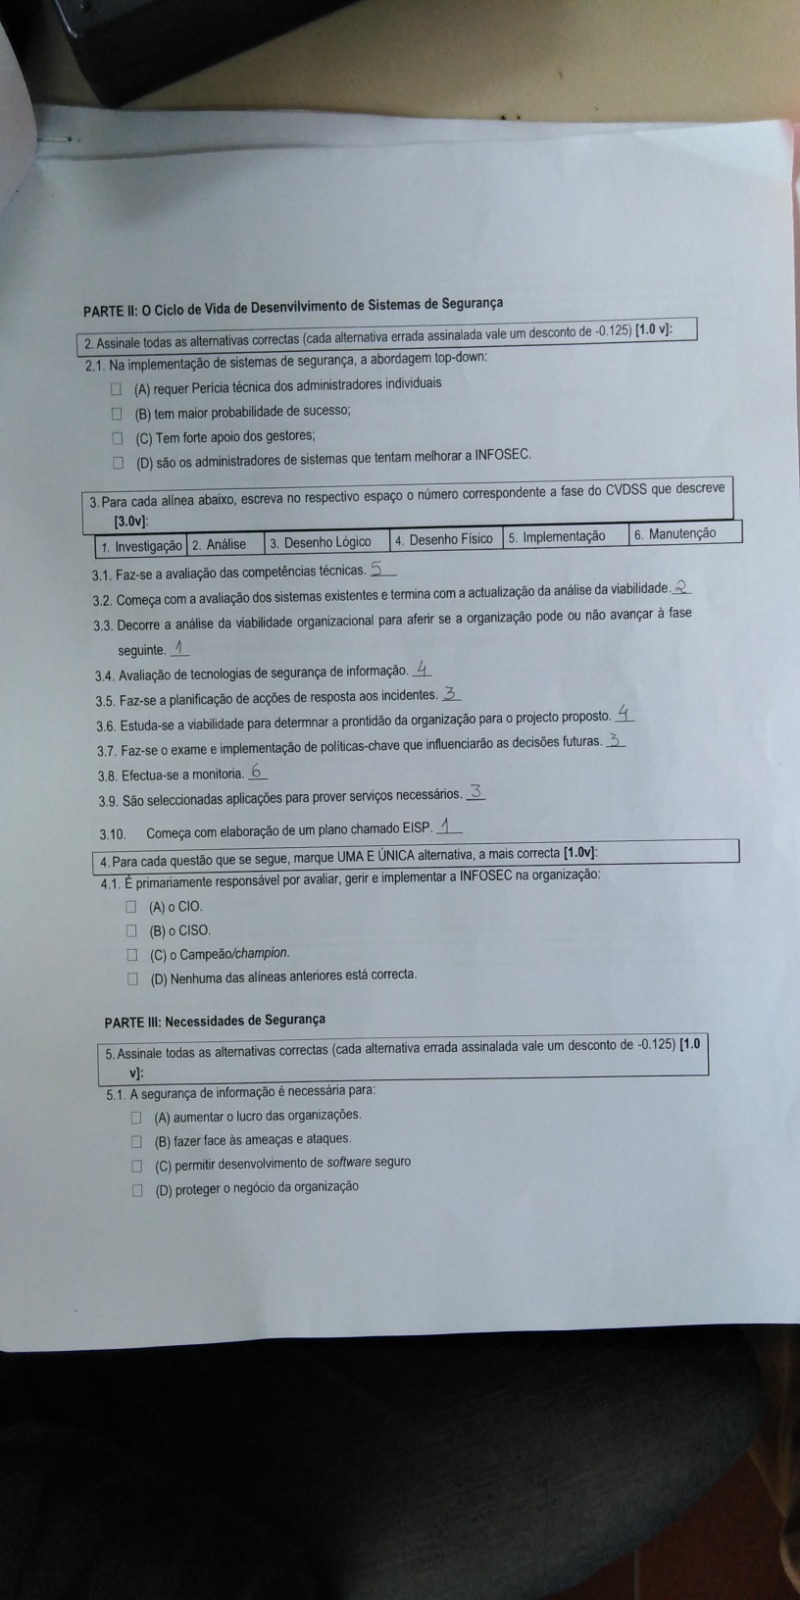 PARTE II: O Ciclo de Vida de Desenvilvimento de Sistemas de Segurança
2. Assinale todas as alternativas correctas (cada alternativa errada assinalada vale um desconto de -0.125) [1.0 v]:
2.1. Na implementação de sistemas de segurança, a abordagem top-down:
(A) requer Perícia técnica dos administradores individuais
(B) tem maior probabilidade de sucesso;
(C) Tem forte apoio dos gestores;
(D) são os administradores de sistemas que tentam melhorar a INFOSEC.
3. Para cada alínea abaixo, escreva no respectivo espaço o número correspondente a fase do CVDSS que descreve
[3.0v]:
1. Investigação 2. Análise 3. Desenho Lógico 4. Desenho Físico 5. Implementação 6. Manutenção
3.1. Faz-se a avaliação das competências técnicas. 5
3.2. Começa com a avaliação dos sistemas existentes e termina com a actualização da análise da viabilidade. 2
3.3. Decorre a análise da viabilidade organizacional para aferir se a organização pode ou não avançar à fase
seguinte. 1
3.4. Avaliação de tecnologias de segurança de informação. 4
3.5. Faz-se a planificação de acções de resposta aos incidentes. 3
3.6. Estuda-se a viabilidade para determnar a prontidão da organização para o projecto proposto. 4
3.7. Faz-se o exame e implementação de políticas-chave que influenciarão as decisões futuras. 3
3.8. Efectua-se a monitoria. 6
3.9. São seleccionadas aplicações para prover serviços necessários. 3
3.10. Começa com elaboração de um plano chamado EISP. 1
4. Para cada questão que se segue, marque UMA E ÚNICA alternativa, a mais correcta [1.0v]:
4.1. É primariamente responsável por avaliar, gerir e implementar a INFOSEC na organização:
(A) o CIO.
(B) o CISO.
(C) o Campeão/champion.
(D) Nenhuma das alíneas anteriores está correcta.
PARTE III: Necessidades de Segurança
5. Assinale todas as alternativas correctas (cada alternativa errada assinalada vale um desconto de -0.125) [1.0
v]:
5.1. A segurança de informação é necessária para:
(A) aumentar o lucro das organizações.
(B) fazer face às ameaças e ataques.
(C) permitir desenvolvimento de software seguro
(D) proteger o negócio da organização